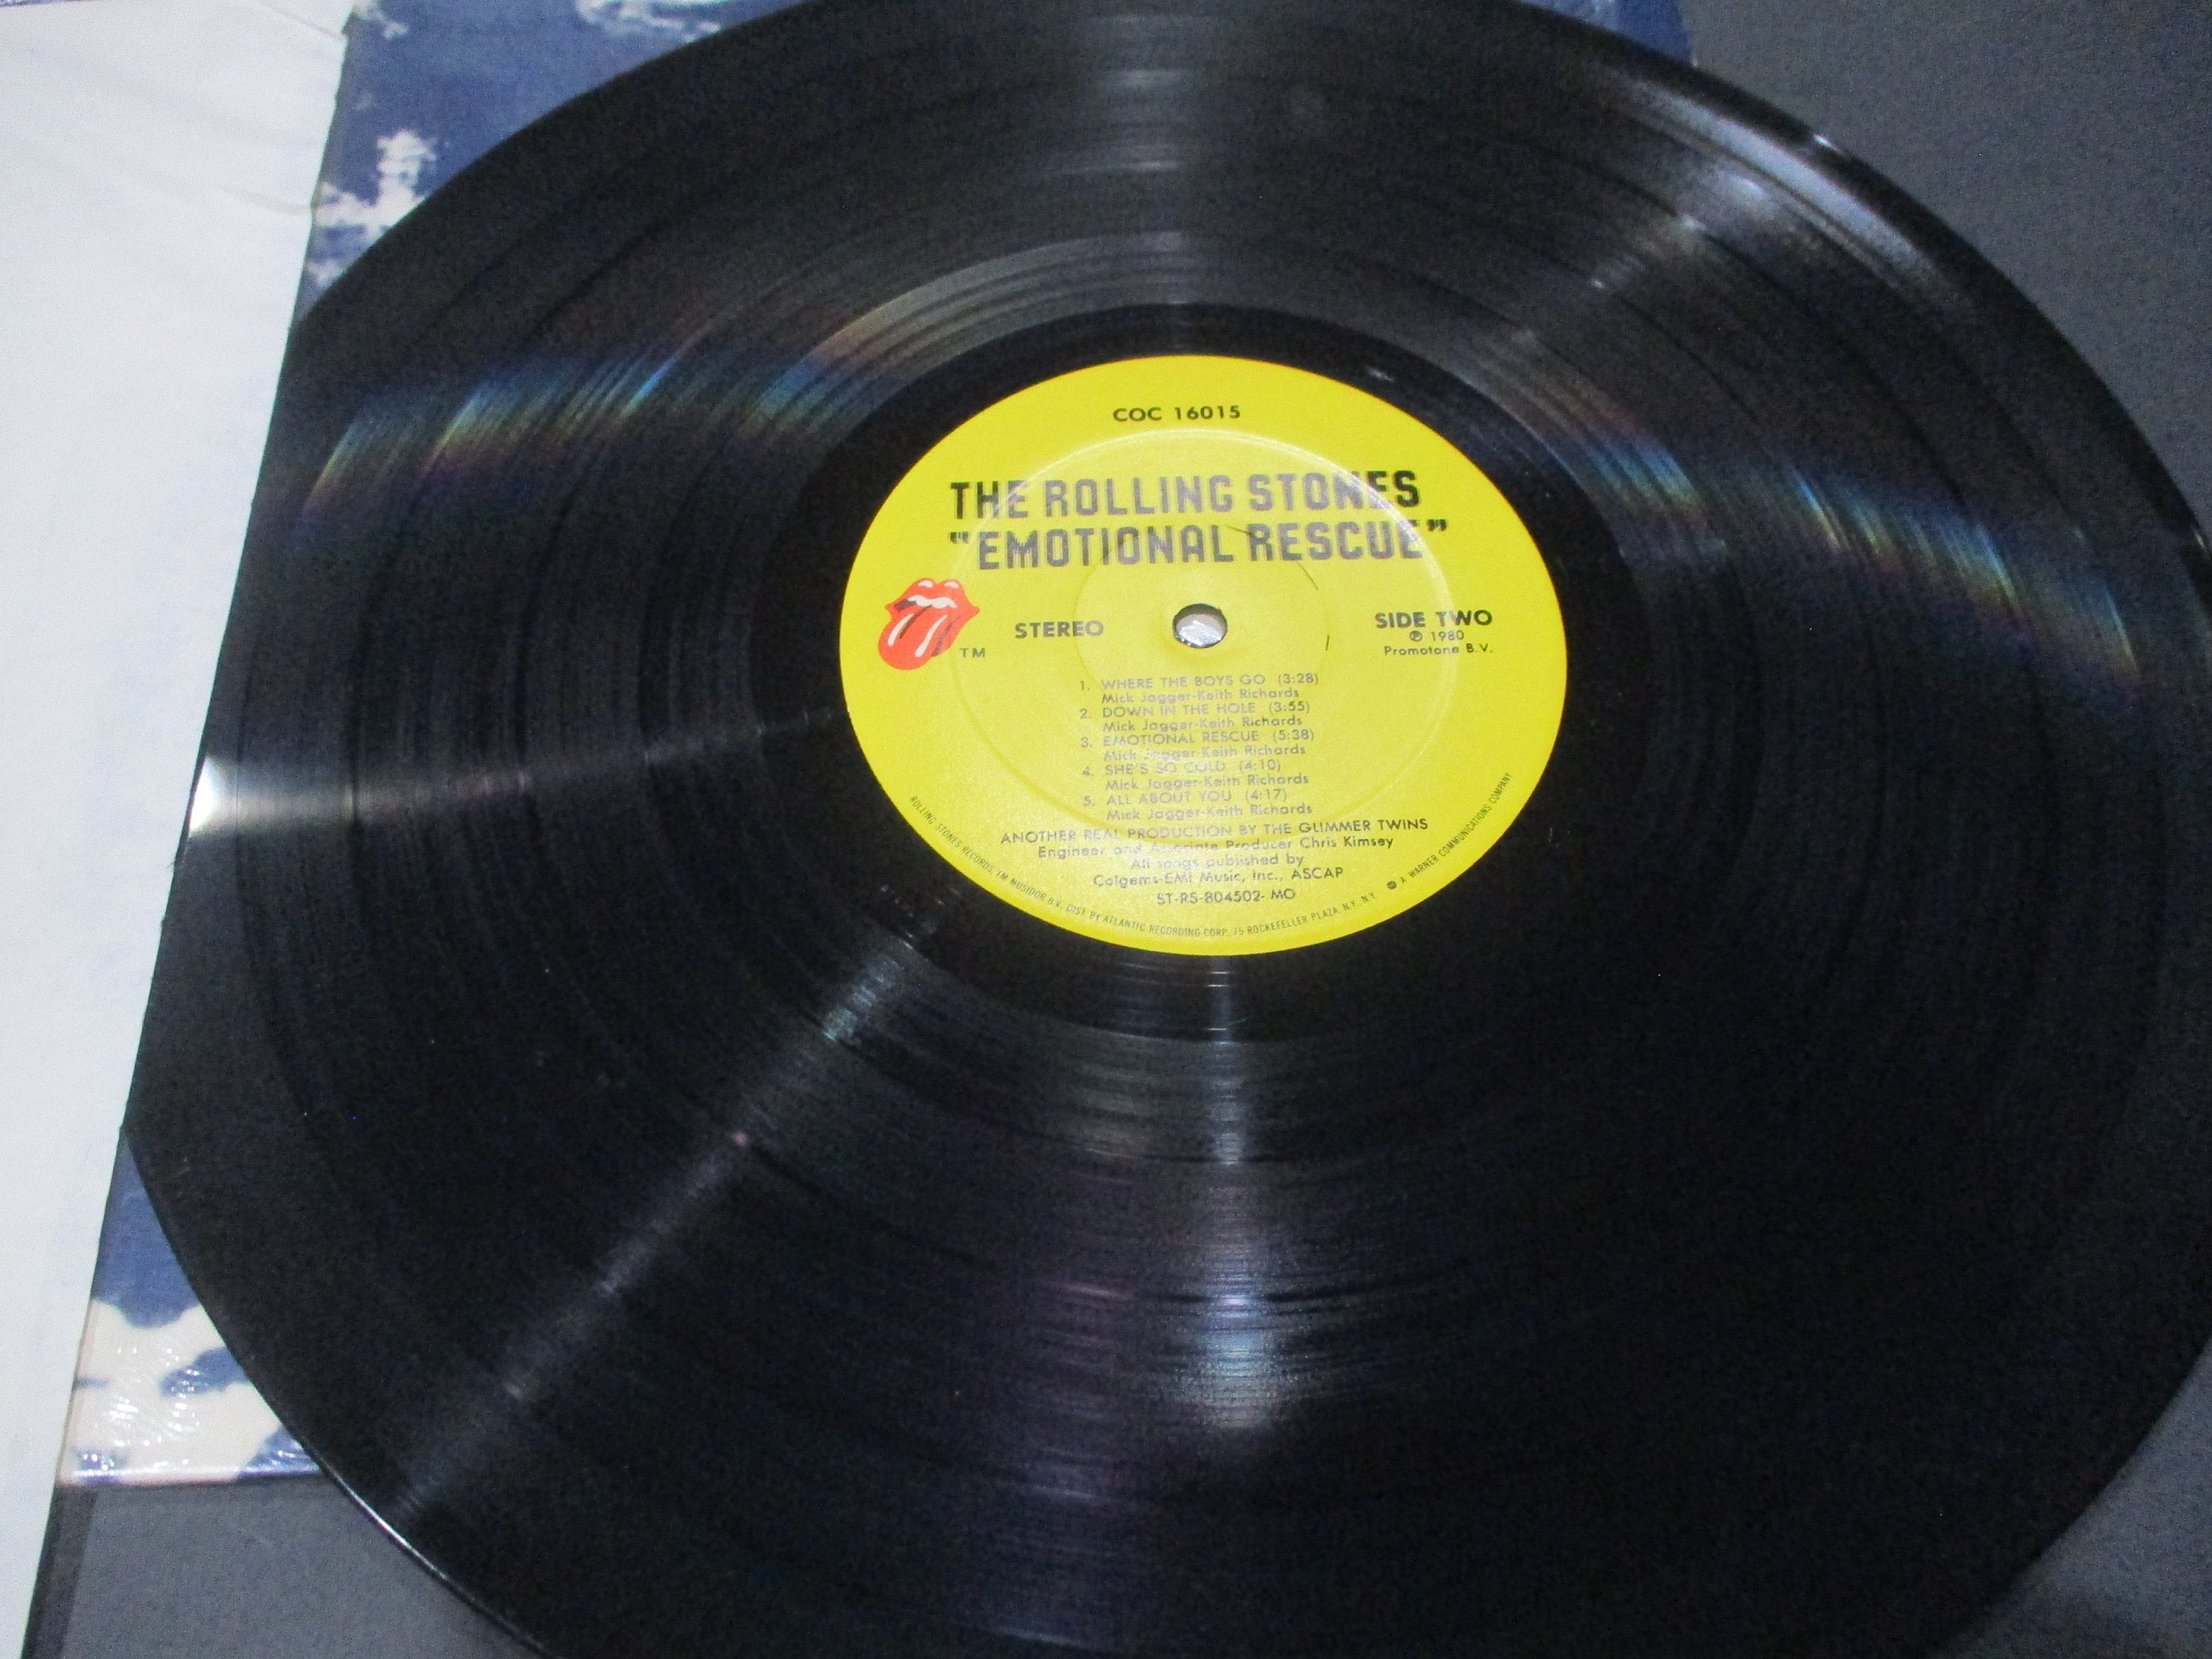 COC 16015
THE ROLLING STONES
"EMOTIONAL RESCUE"
STEREO
TM
SIDE TWO
℗ 1980
Promotone B.V.
1. WHERE THE BOYS GO (3:28)
Mick Jagger-Keith Richards
2. DOWN IN THE HOLE (3:55)
Mick Jagger-Keith Richards
3. EMOTIONAL RESCUE (5:38)
Mick Jagger-Keith Richards
4. SHE'S SO COLD (4:10)
Mick Jagger-Keith Richards
5. ALL ABOUT YOU (4:17)
Mick Jagger-Keith Richards
ANOTHER REAL PRODUCTION BY THE GLIMMER TWINS
Engineer and Associate Producer Chris Kimsey
All songs published by
Colgems-EMI Music, Inc., ASCAP
ST-RS-804502- MO
ROLLING STONES RECORDS, TM MUSIDOR B.V. DIST. BY ATLANTIC RECORDING CORP. 75 ROCKEFELLER PLAZA, N.Y. N.Y. A WARNER COMMUNICATIONS COMPANY